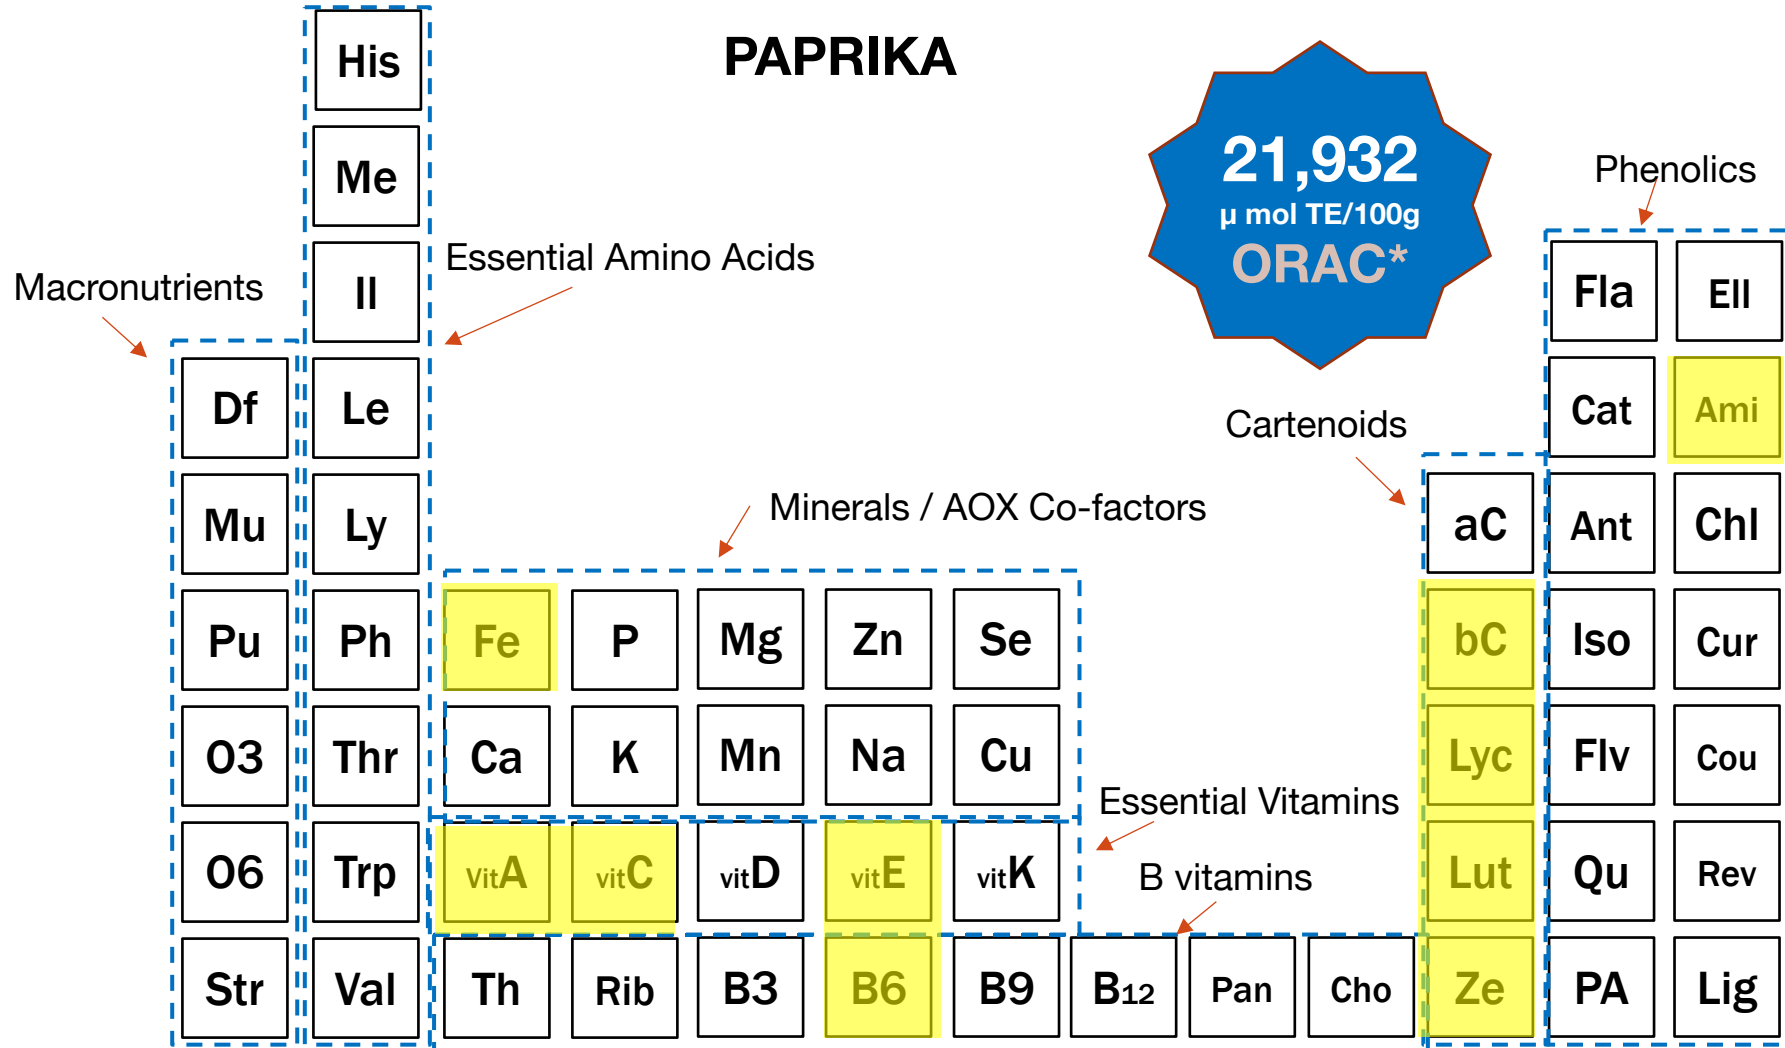 PAPRIKA
21,932
µ mol TE/100g
ORAC*
Phenolics
Essential Amino Acids
Macronutrients
Cartenoids
Minerals / AOX Co-factors
Essential Vitamins
B vitamins
His
Me
Il Fla Ell
Df Le Cat Ami
Mu Ly aC Ant Chl
Pu Ph Fe P Mg Zn Se bC Iso Cur
O3 Thr Ca K Mn Na Cu Lyc Flv Cou
O6 Trp vitA vitC vitD vitE vitK Lut Qu Rev
Str Val Th Rib B3 B6 B9 B12 Pan Cho Ze PA Lig